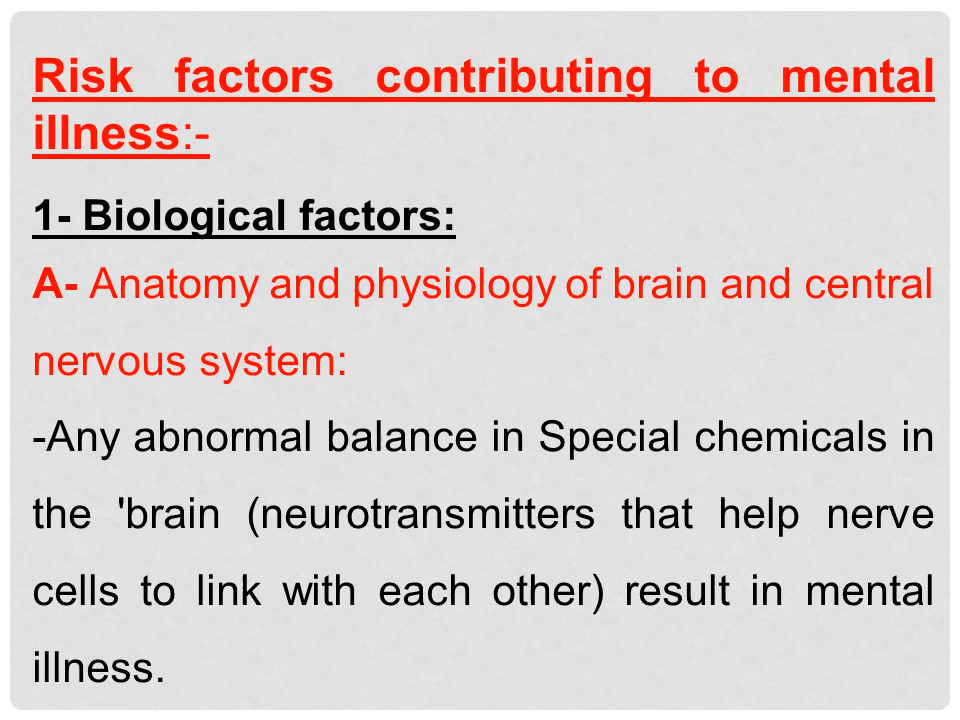 Risk factors contributing to mental
illness:-
1- Biological factors:
A- Anatomy and physiology of brain and central
nervous system:
-Any abnormal balance in Special chemicals in
the 'brain (neurotransmitters that help nerve
cells to link with each other) result in mental
illness.